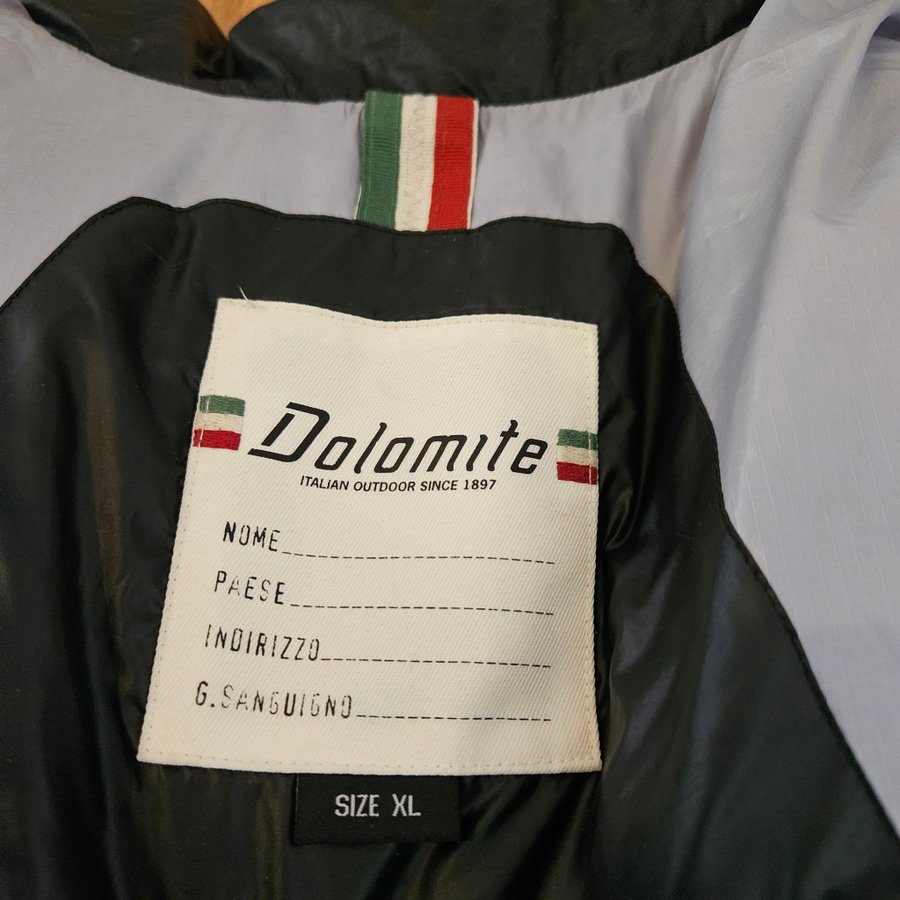 Dolomite
ITALIAN OUTDOOR SINCE 1897
NOME
PAESE
INDIRIZZO
G.SANGUIGNO
SIZE XL